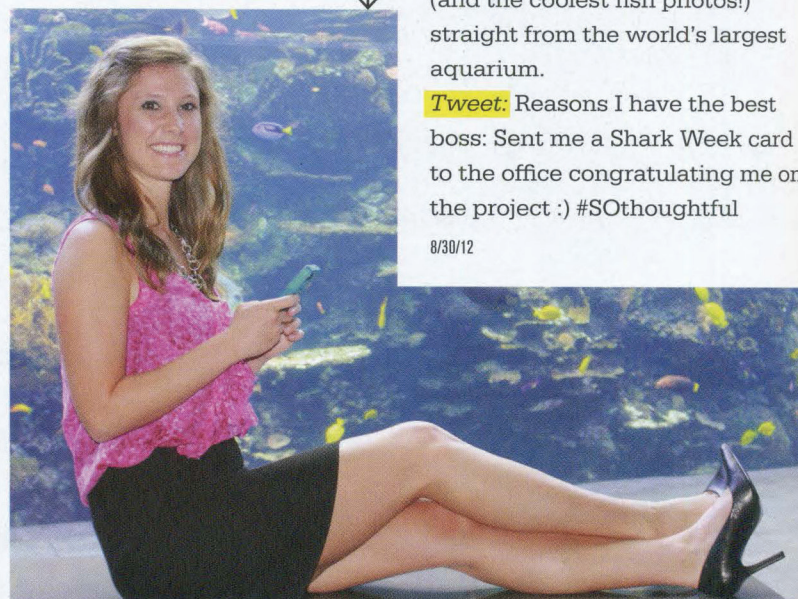 (and the coolest fish photos!)
straight from the world's largest
aquarium.
Tweet: Reasons I have the best
boss: Sent me a Shark Week card
to the office congratulating me on
the project :) #SOthoughtful
8/30/12